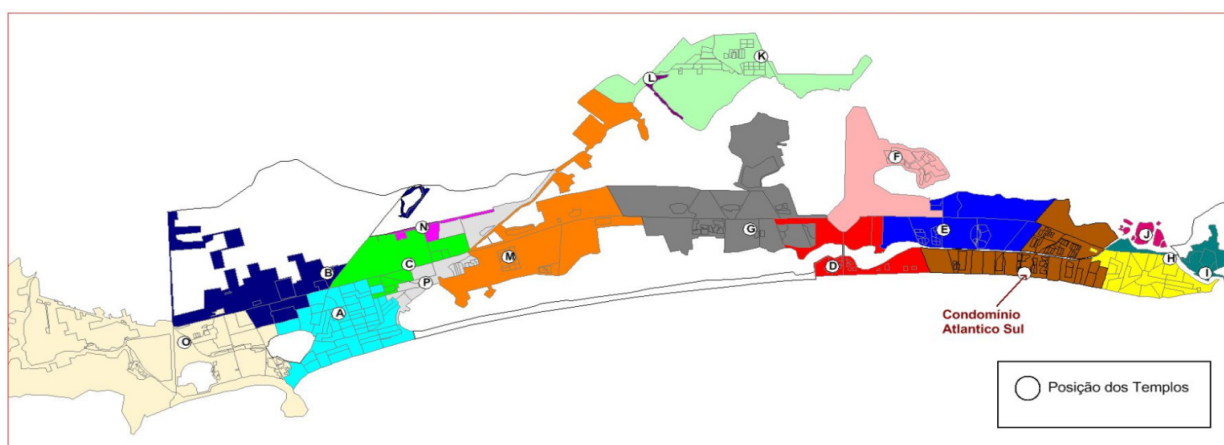 K
L
F
N
J
G
E
M
H
C
D
B
I
P
Condomínio
Atlantico Sul
A
O
Posição dos Templos